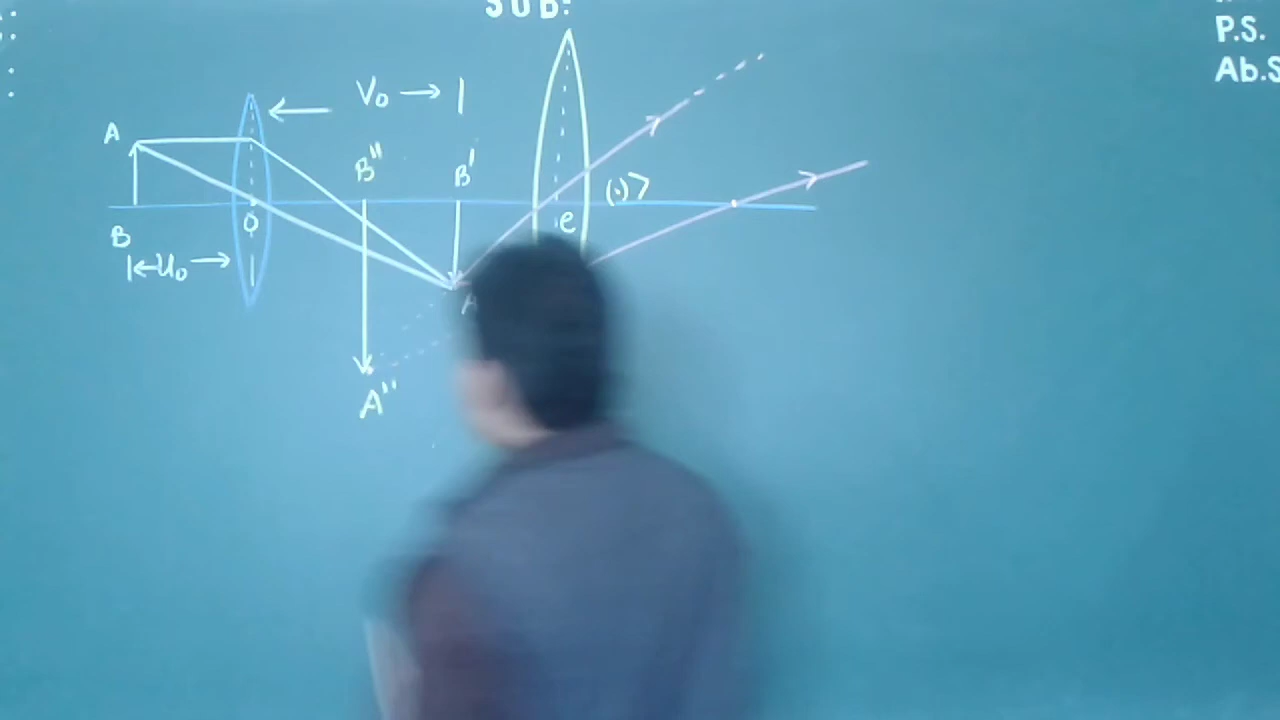 SUB:
P.S.
Ab.S
V₀ → |
A
B''
B'
O
e
B
|← U₀ → |
A
A''